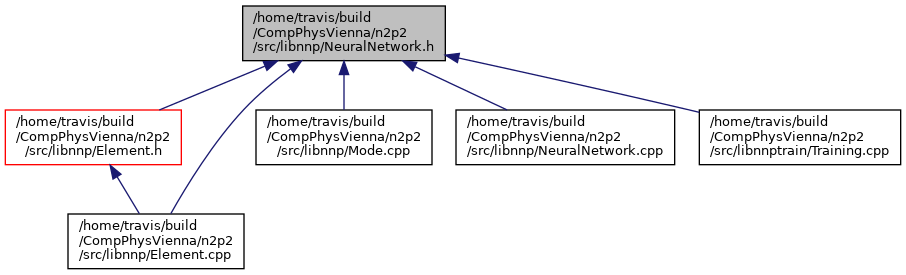 /home/travis/build
/CompPhysVienna/n2p2
/src/libnnp/NeuralNetwork.h
/home/travis/build
/CompPhysVienna/n2p2
/src/libnnp/Element.h
/home/travis/build
/CompPhysVienna/n2p2
/src/libnnp/Mode.cpp
/home/travis/build
/CompPhysVienna/n2p2
/src/libnnp/NeuralNetwork.cpp
/home/travis/build
/CompPhysVienna/n2p2
/src/libnnptrain/Training.cpp
/home/travis/build
/CompPhysVienna/n2p2
/src/libnnp/Element.cpp